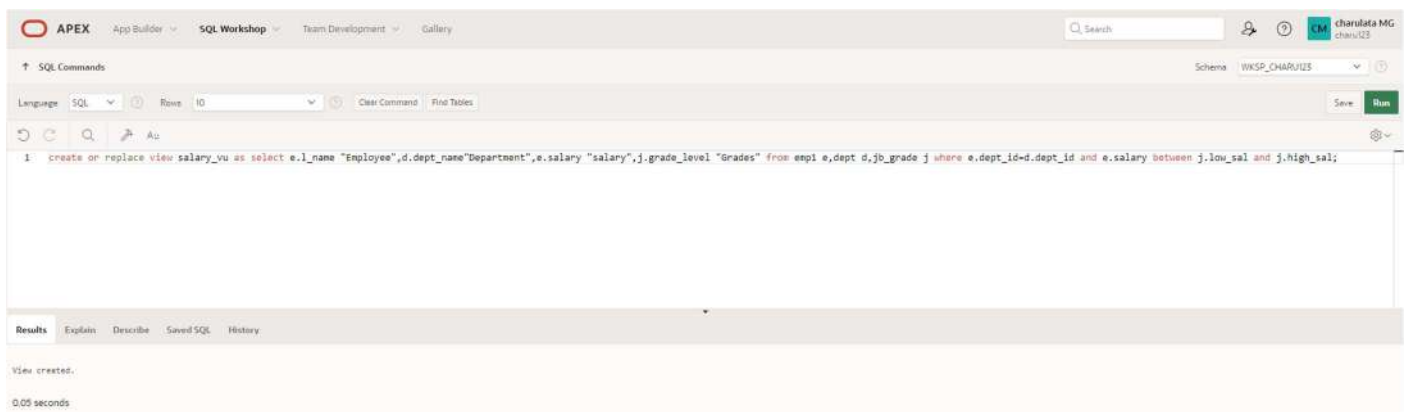 APEX App Builder SQL Workshop Team Development Gallery Search CM charulata MG
charu123
↑ SQL Commands Schema WKSP_CHARU123
Language SQL Rows 10 Clear Command Find Tables Save Run
1 create or replace view salary_vu as select e.l_name "Employee",d.dept_name"Department",e.salary "salary",j.grade_level "Grades" from emp1 e,dept d,jb_grade j where e.dept_id=d.dept_id and e.salary between j.low_sal and j.high_sal;
Results Explain Describe Saved SQL History
View created.
0.05 seconds